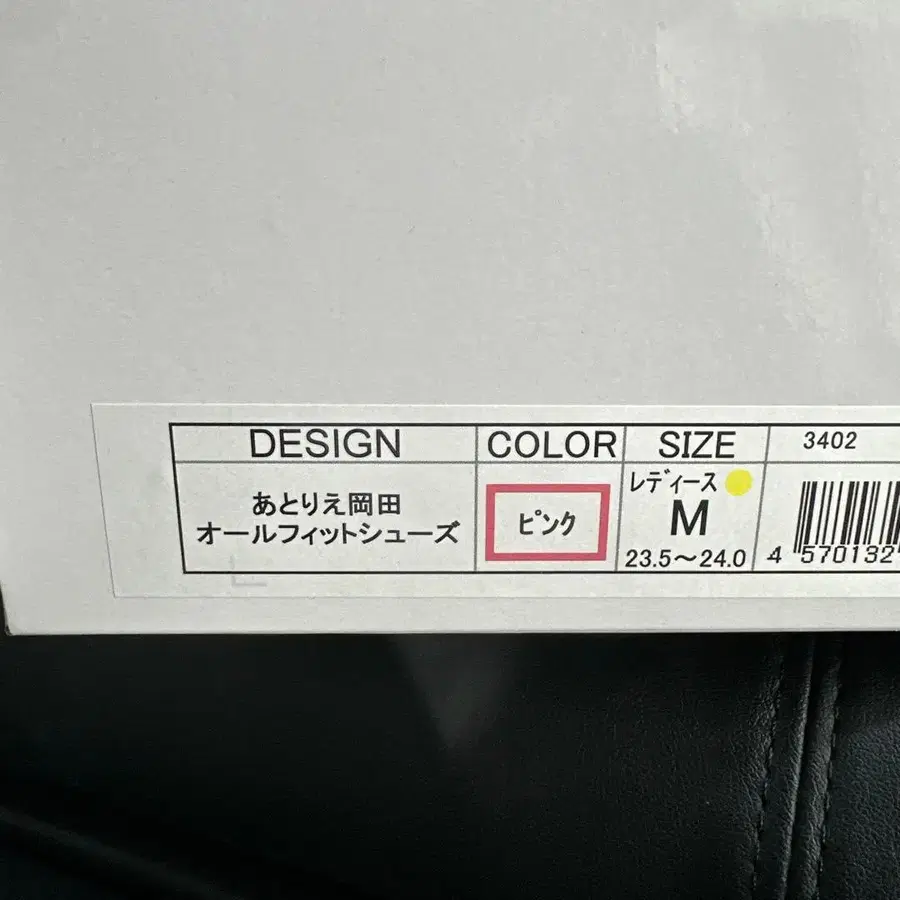 DESIGN COLOR SIZE 3402
あとりえ岡田
オールフィットシューズ
ピンク
レディース
M
23.5～24.0
4 570132